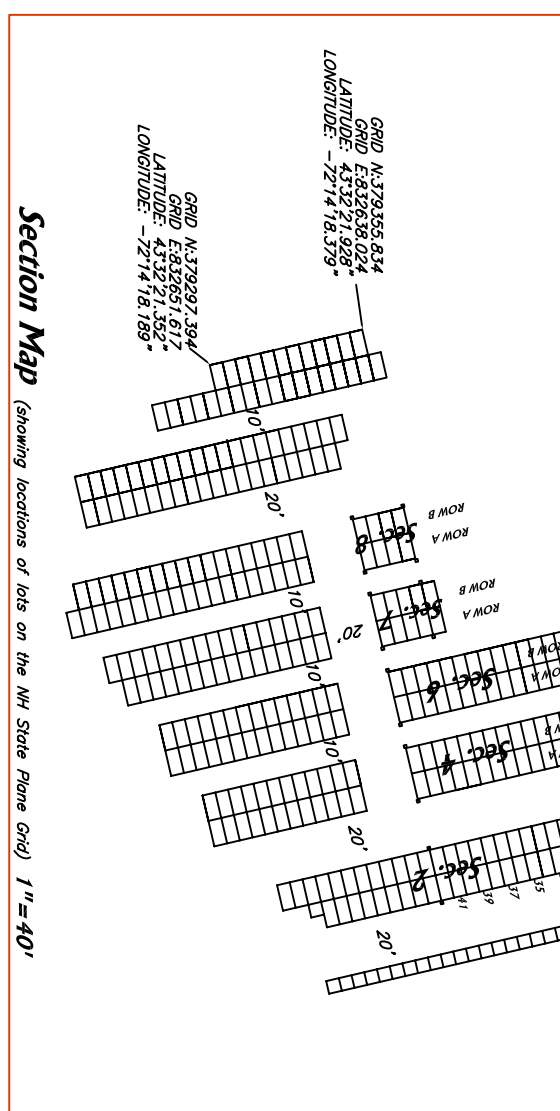 GRID N:379355.834
GRID E:832638.024
LATITUDE: 43°32'21.928"
LONGITUDE: -72°14'18.379"
GRID N:379297.394
GRID E:832651.617
LATITUDE: 43°32'21.352"
LONGITUDE: -72°14'18.189"
10'
20'
10'
20'
10'
10'
20'
20'
ROW B
ROW A
Sec. 8
ROW B
ROW A
Sec. 7
ROW B
ROW A
Sec. 6
Sec. 4
Sec. 2
41
39
37
35
Section Map (showing locations of lots on the NH State Plane Grid) 1"=40'